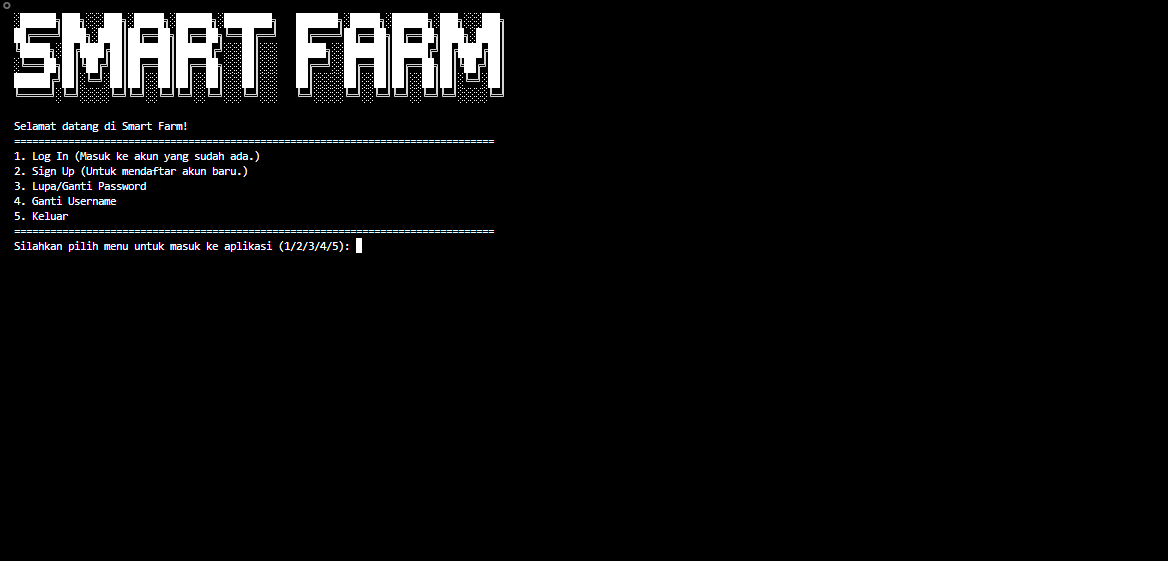 SMART FARM
Selamat datang di Smart Farm!
================================================================================
1. Log In (Masuk ke akun yang sudah ada.)
2. Sign Up (Untuk mendaftar akun baru.)
3. Lupa/Ganti Password
4. Ganti Username
5. Keluar
================================================================================
Silahkan pilih menu untuk masuk ke aplikasi (1/2/3/4/5):